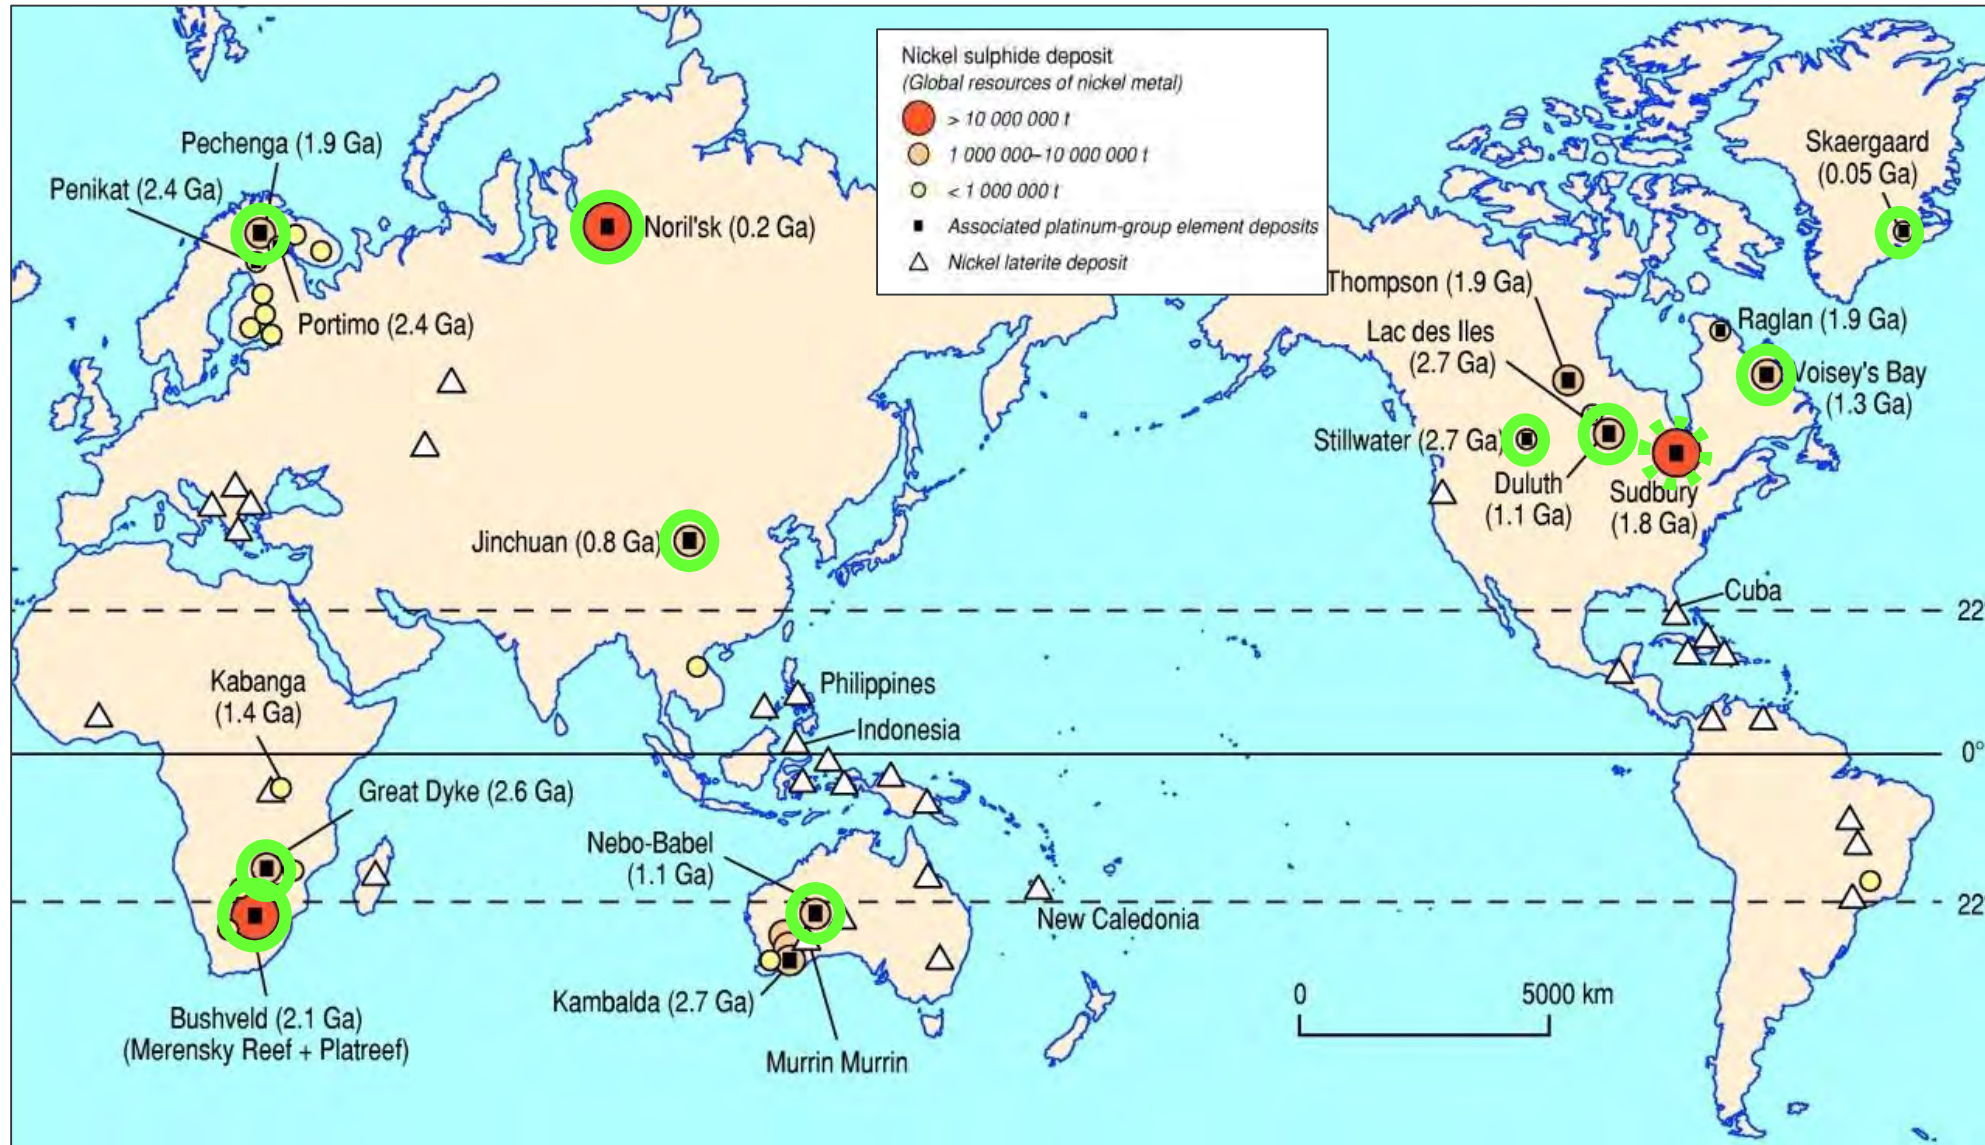 Nickel sulphide deposit
(Global resources of nickel metal)
> 10 000 000 t
1 000 000–10 000 000 t
< 1 000 000 t
Associated platinum-group element deposits
Nickel laterite deposit
Pechenga (1.9 Ga)
Penikat (2.4 Ga)
Noril'sk (0.2 Ga)
Portimo (2.4 Ga)
Skaergaard
(0.05 Ga)
Thompson (1.9 Ga)
Raglan (1.9 Ga)
Lac des Iles
(2.7 Ga)
Voisey's Bay
(1.3 Ga)
Stillwater (2.7 Ga)
Duluth
(1.1 Ga)
Sudbury
(1.8 Ga)
Jinchuan (0.8 Ga)
Cuba
22
Kabanga
(1.4 Ga)
Philippines
Indonesia
0°
Great Dyke (2.6 Ga)
Nebo-Babel
(1.1 Ga)
22
New Caledonia
Kambalda (2.7 Ga)
0 5000 km
Bushveld (2.1 Ga)
(Merensky Reef + Platreef)
Murrin Murrin